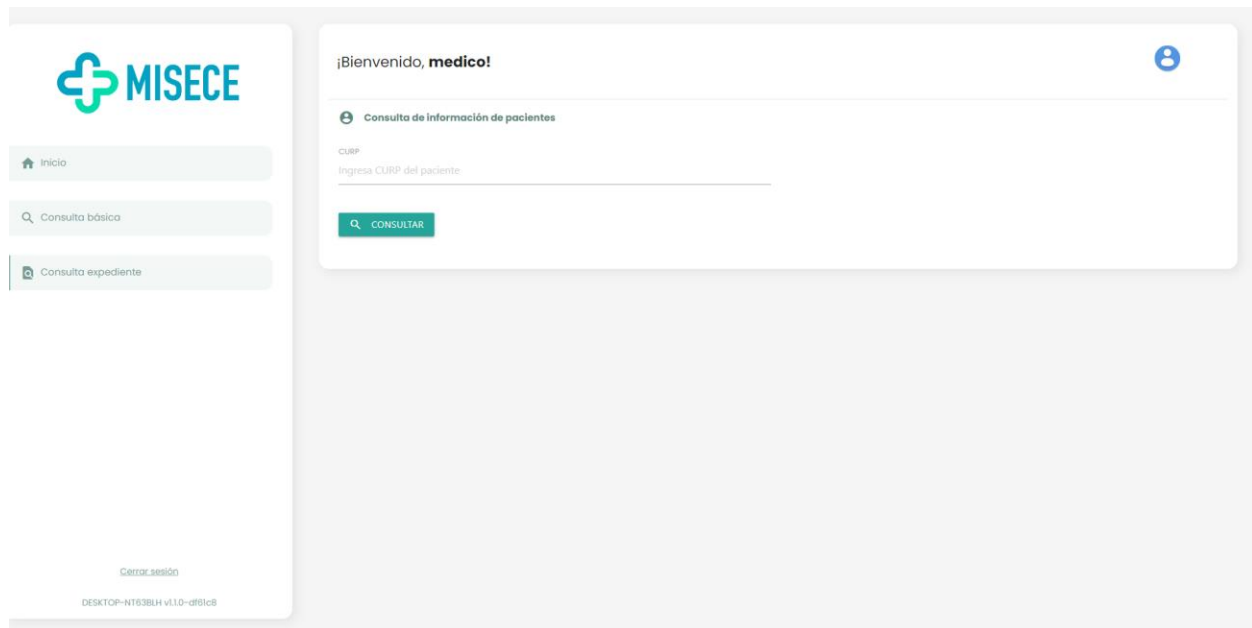 MISECE
Inicio
Consulta básica
Consulta expediente
Cerrar sesión
DESKTOP-NT63BLH v1.1.0-df61c8
¡Bienvenido, medico!
Consulta de información de pacientes
CURP
Ingresa CURP del paciente
CONSULTAR